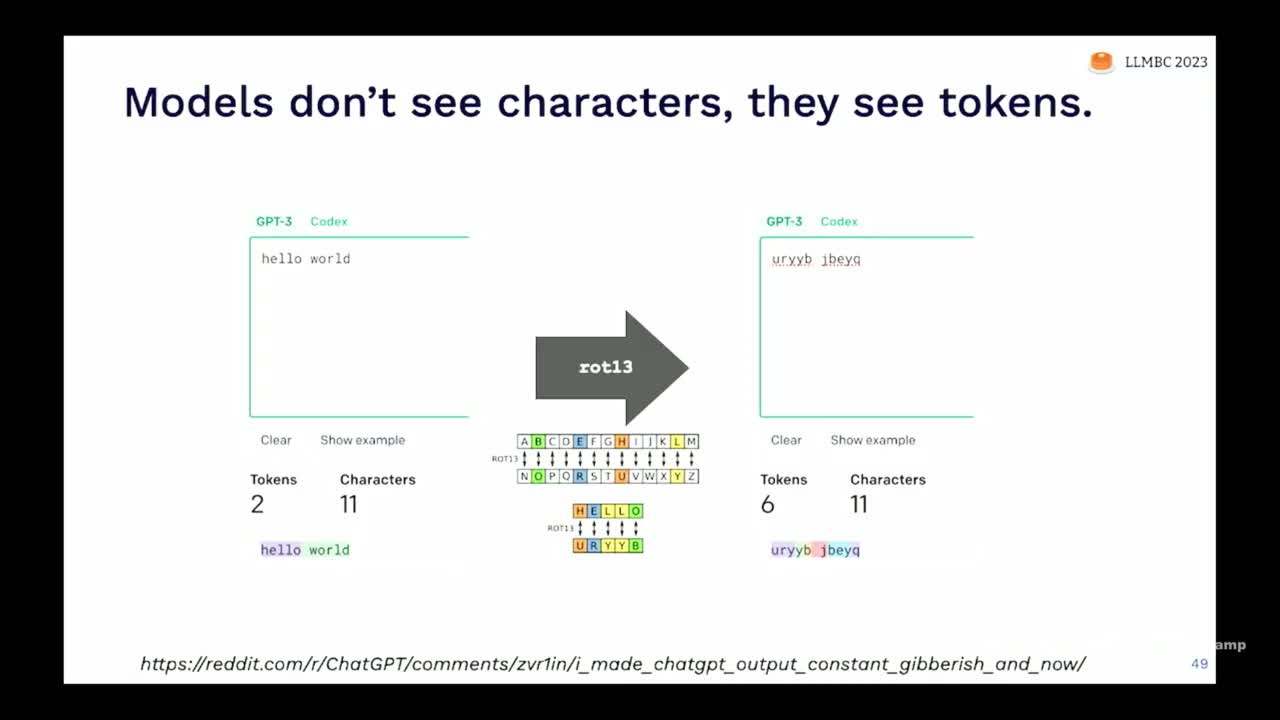 LLMBC 2023
Models don't see characters, they see tokens.
GPT-3 Codex
hello world
Clear Show example
Tokens Characters
2 11
hello world
rot13
A B C D E F G H I J K L M
ROT13
N O P Q R S T U V W X Y Z
H E L L O
ROT13
U R Y Y B
GPT-3 Codex
uryyb jbeyq
Clear Show example
Tokens Characters
6 11
uryyb jbeyq
https://reddit.com/r/ChatGPT/comments/zvr1in/i_made_chatgpt_output_constant_gibberish_and_now/
amp
49